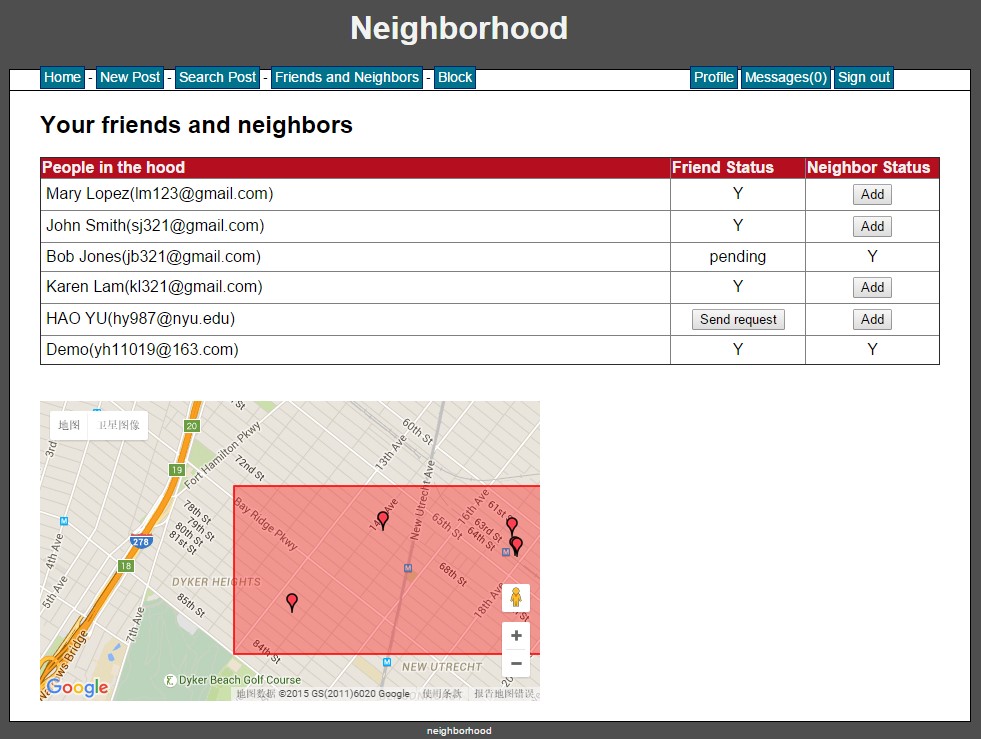 Neighborhood
Home - New Post - Search Post - Friends and Neighbors - Block Profile Messages(0) Sign out
Your friends and neighbors
People in the hood Friend Status Neighbor Status
Mary Lopez(lm123@gmail.com) Y Add
John Smith(sj321@gmail.com) Y Add
Bob Jones(jb321@gmail.com) pending Y
Karen Lam(kl321@gmail.com) Y Add
HAO YU(hy987@nyu.edu) Send request Add
Demo(yh11019@163.com) Y Y
地图 卫星图像
3rd
20
60th St
13th Ave
Fort Hamilton Pkwy
72nd St
19
New Utrecht Ave
78th St
79th St
80th St
81st St
Bay Ridge Pkwy
14th Ave
16th Ave
61st St
63rd St
64th St
65th St
278
4th Ave
5th Ave
18
68th St
DYKER HEIGHTS
85th St
18th Ave
7th Ave
84th St
NEW UTRECHT
Dyker Beach Golf Course
Google
地图数据 ©2015 GS(2011)6020 Google 使用条款 报告地图错误
neighborhood